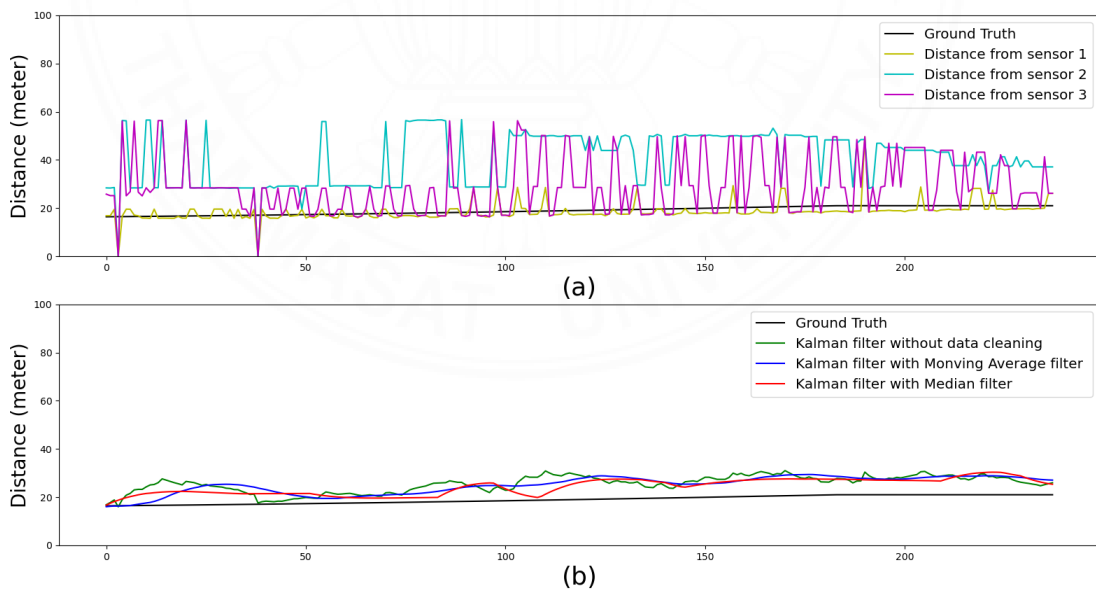 100
80
60
40
20
0
Distance (meter)
Ground Truth
Distance from sensor 1
Distance from sensor 2
Distance from sensor 3
0 50 100 150 200
(a)
100
80
60
40
20
0
Distance (meter)
Ground Truth
Kalman filter without data cleaning
Kalman filter with Monving Average filter
Kalman filter with Median filter
0 50 100 150 200
(b)